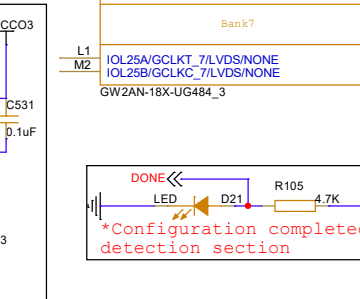 Bank7
CCO3
L1
IOL25A/GCLKT_7/LVDS/NONE
M2
IOL25B/GCLKC_7/LVDS/NONE
GW2AN-18X-UG484_3
C531
0.1uF
DONE
R105
LED
D21
4.7K
*Configuration completed
detection section
3